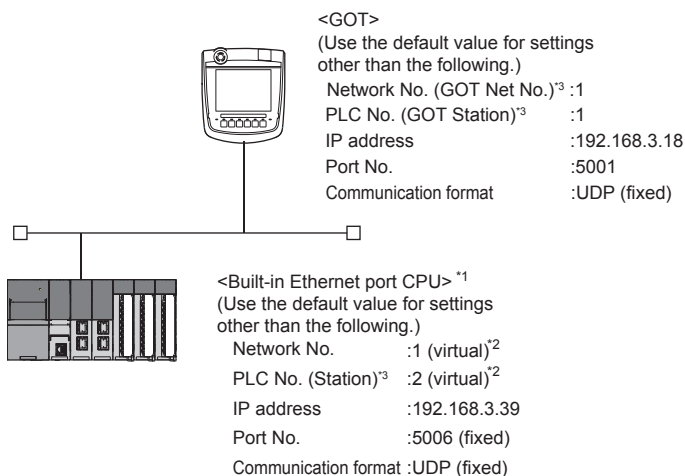 <GOT>
(Use the default value for settings
other than the following.)
Network No. (GOT Net No.)*3 :1
PLC No. (GOT Station)*3 :1
IP address :192.168.3.18
Port No. :5001
Communication format :UDP (fixed)
<Built-in Ethernet port CPU> *1
(Use the default value for settings
other than the following.)
Network No. :1 (virtual)*2
PLC No. (Station)*3 :2 (virtual)*2
IP address :192.168.3.39
Port No. :5006 (fixed)
Communication format :UDP (fixed)